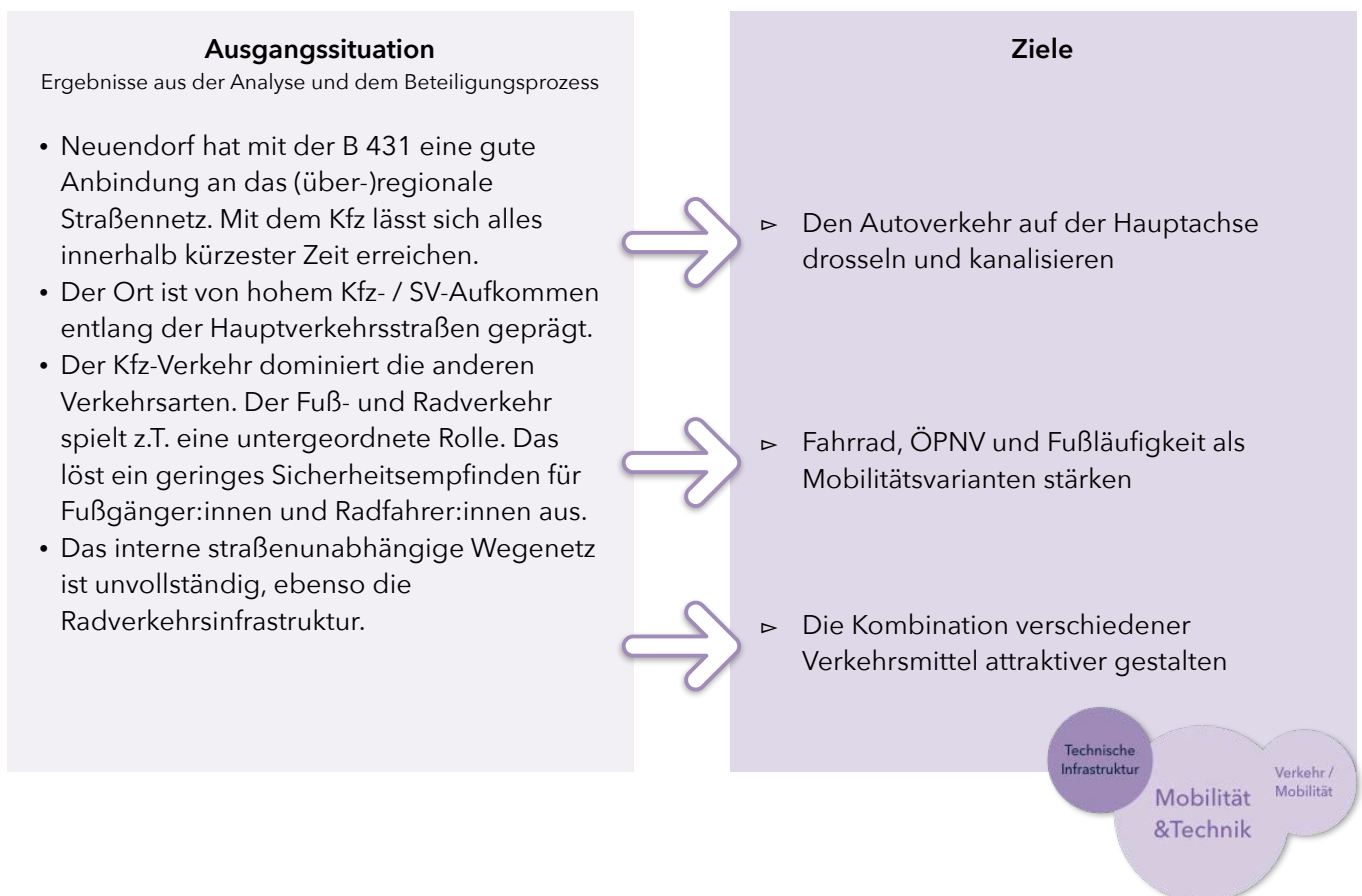 Ausgangssituation
Ergebnisse aus der Analyse und dem Beteiligungsprozess
• Neuendorf hat mit der B 431 eine gute
Anbindung an das (über-)regionale
Straßennetz. Mit dem Kfz lässt sich alles
innerhalb kürzester Zeit erreichen.
• Der Ort ist von hohem Kfz- / SV-Aufkommen
entlang der Hauptverkehrsstraßen geprägt.
• Der Kfz-Verkehr dominiert die anderen
Verkehrsarten. Der Fuß- und Radverkehr
spielt z.T. eine untergeordnete Rolle. Das
löst ein geringes Sicherheitsempfinden für
Fußgänger:innen und Radfahrer:innen aus.
• Das interne straßenunabhängige Wegenetz
ist unvollständig, ebenso die
Radverkehrsinfrastruktur.
Ziele
▻ Den Autoverkehr auf der Hauptachse
drosseln und kanalisieren
▻ Fahrrad, ÖPNV und Fußläufigkeit als
Mobilitätsvarianten stärken
▻ Die Kombination verschiedener
Verkehrsmittel attraktiver gestalten
Technische
Infrastruktur
Mobilität
&Technik
Verkehr /
Mobilität